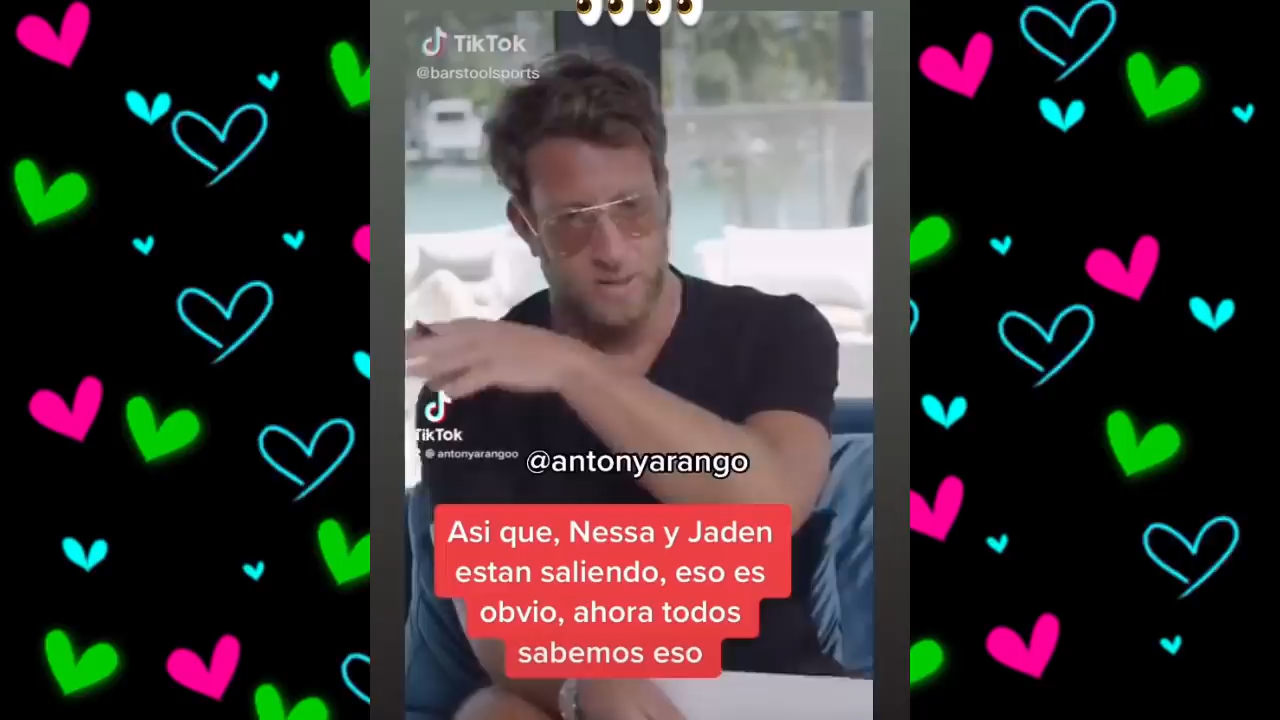 TikTok
@barstoolsports
TikTok
@antonyarangoo
@antonyarango
Asi que, Nessa y Jaden
estan saliendo, eso es
obvio, ahora todos
sabemos eso